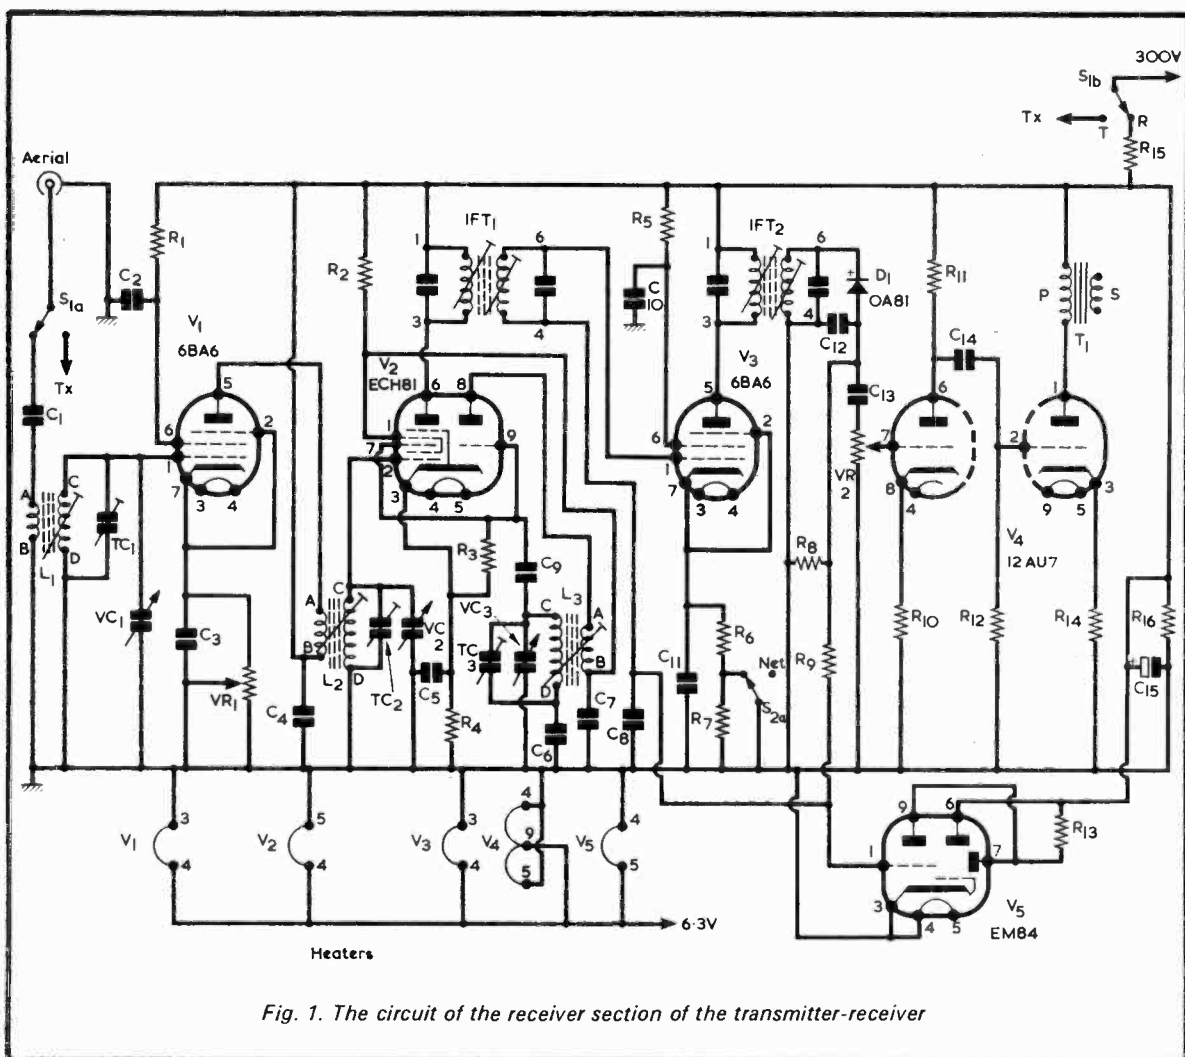 300V
S1b
Tx
T
R
R15
Aerial
R1
C2
S1a
Tx
V1
6BA6
5
6
1
2
7
3
4
C1
A
B
C
D
L1
TC1
VC1
C3
VR1
R2
IFT1
1
3
6
4
V2
ECH81
6
8
1
7
2
9
3
4
5
R3
C9
A
B
C
D
L2
TC2
VC2
C5
R4
C4
VC3
TC3
L3
C
D
A
B
C6
C7
C8
R5
C10
IFT2
1
3
6
4
+
D1
OA81
C12
V3
6BA6
5
6
1
2
7
3
4
C13
VR2
R8
R9
C11
R6
R7
Net
S2a
R11
C14
6
7
8
4
1
2
3
9
5
V4
12AU7
R10
R12
R14
P
S
T1
R16
+
C15
V1
3
4
V2
5
4
V3
3
4
V4
4
9
5
V5
4
5
6·3V
Heaters
9
6
1
7
3
4
5
R13
V5
EM84
Fig. 1. The circuit of the receiver section of the transmitter-receiver